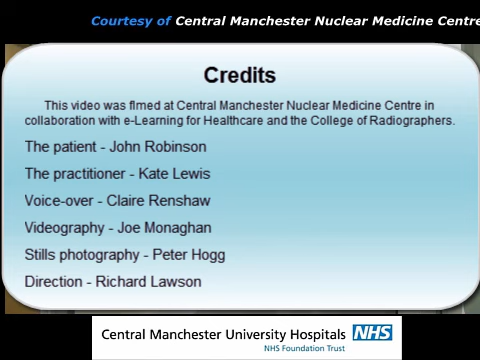 Courtesy of Central Manchester Nuclear Medicine Centre
Credits
This video was flmed at Central Manchester Nuclear Medicine Centre in
collaboration with e-Learning for Healthcare and the College of Radiographers.
The patient - John Robinson
The practitioner - Kate Lewis
Voice-over - Claire Renshaw
Videography - Joe Monaghan
Stills photography - Peter Hogg
Direction - Richard Lawson
Central Manchester University Hospitals NHS
NHS Foundation Trust